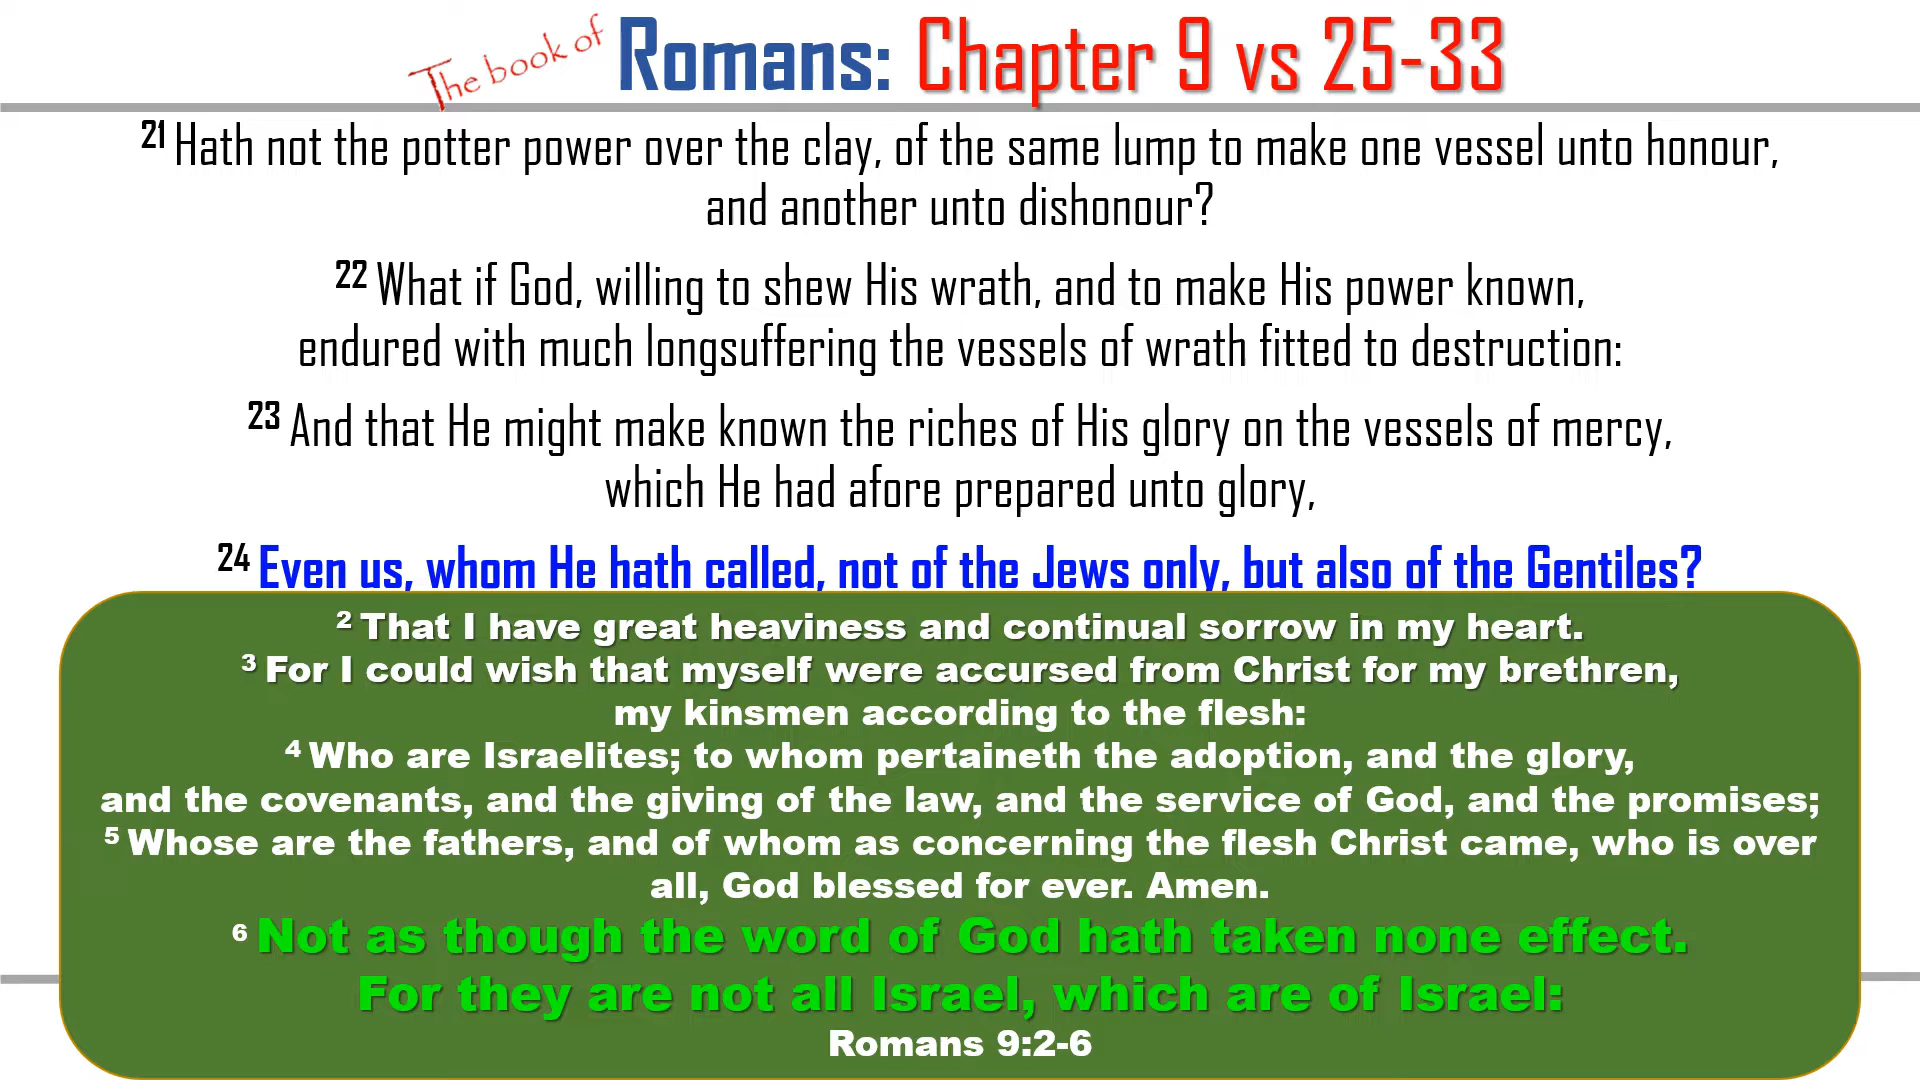 The book of Romans: Chapter 9 vs 25-33
21 Hath not the potter power over the clay, of the same lump to make one vessel unto honour,
and another unto dishonour?
22 What if God, willing to shew His wrath, and to make His power known,
endured with much longsuffering the vessels of wrath fitted to destruction:
23 And that He might make known the riches of His glory on the vessels of mercy,
which He had afore prepared unto glory,
24 Even us, whom He hath called, not of the Jews only, but also of the Gentiles?
2 That I have great heaviness and continual sorrow in my heart.
3 For I could wish that myself were accursed from Christ for my brethren,
my kinsmen according to the flesh:
4 Who are Israelites; to whom pertaineth the adoption, and the glory,
and the covenants, and the giving of the law, and the service of God, and the promises;
5 Whose are the fathers, and of whom as concerning the flesh Christ came, who is over
all, God blessed for ever. Amen.
6 Not as though the word of God hath taken none effect.
For they are not all Israel, which are of Israel:
Romans 9:2-6